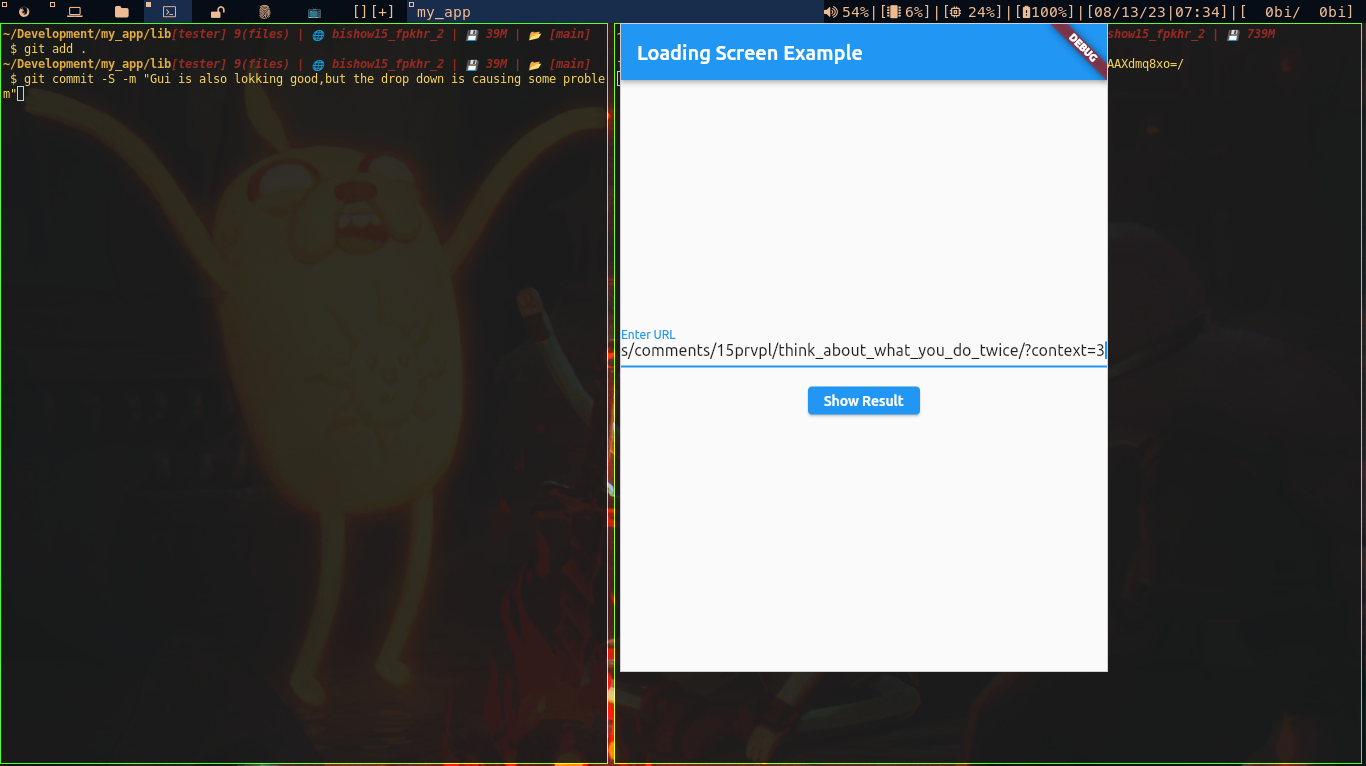 [][+] my_app 54%|[6%]|[24%]|[100%]|[08/13/23|07:34]|[ 0bi/ 0bi]
~/Development/my_app/lib[tester] 9(files) | bishow15_fpkhr_2 | 39M | [main]
$ git add .
~/Development/my_app/lib[tester] 9(files) | bishow15_fpkhr_2 | 39M | [main]
$ git commit -S -m "Gui is also lokking good,but the drop down is causing some proble
m"
show15_fpkhr_2 | 739M
AAXdmq8xo=/
Loading Screen Example
DEBUG
Enter URL
s/comments/15prvpl/think_about_what_you_do_twice/?context=3
Show Result